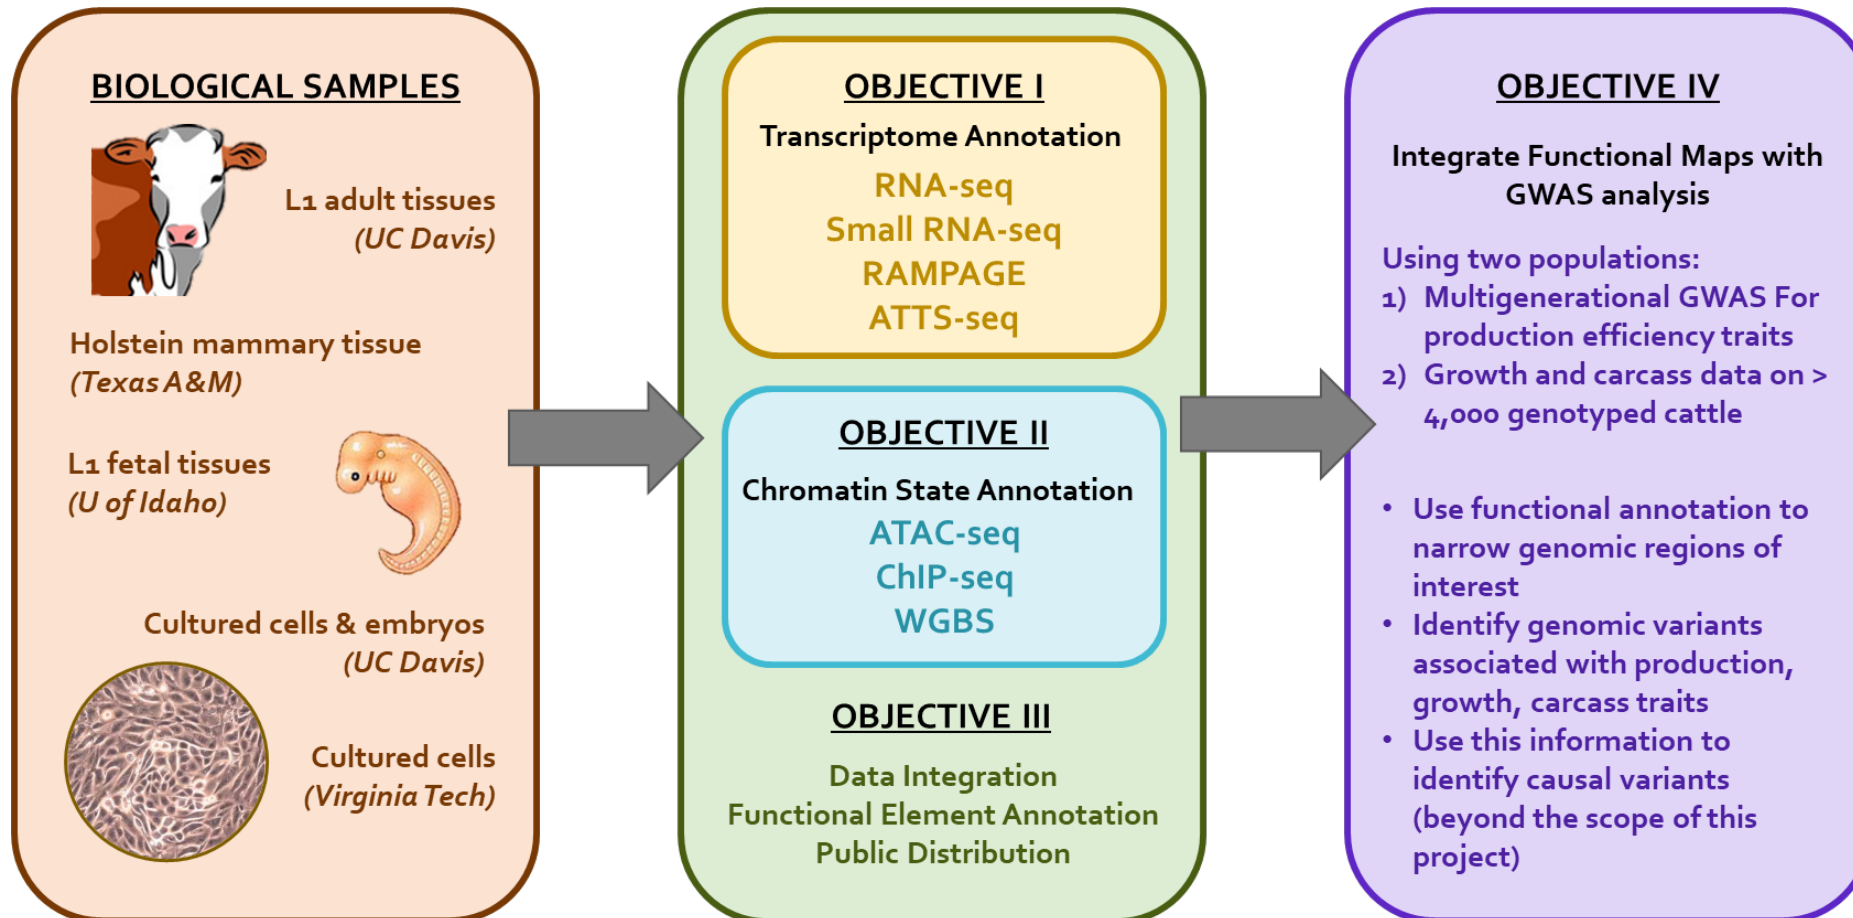 BIOLOGICAL SAMPLES
L1 adult tissues
(UC Davis)
Holstein mammary tissue
(Texas A&M)
L1 fetal tissues
(U of Idaho)
Cultured cells & embryos
(UC Davis)
Cultured cells
(Virginia Tech)
OBJECTIVE I
Transcriptome Annotation
RNA-seq
Small RNA-seq
RAMPAGE
ATTS-seq
OBJECTIVE II
Chromatin State Annotation
ATAC-seq
ChIP-seq
WGBS
OBJECTIVE III
Data Integration
Functional Element Annotation
Public Distribution
OBJECTIVE IV
Integrate Functional Maps with
GWAS analysis
Using two populations:
1) Multigenerational GWAS For
production efficiency traits
2) Growth and carcass data on >
4,000 genotyped cattle
• Use functional annotation to
narrow genomic regions of
interest
• Identify genomic variants
associated with production,
growth, carcass traits
• Use this information to
identify causal variants
(beyond the scope of this
project)